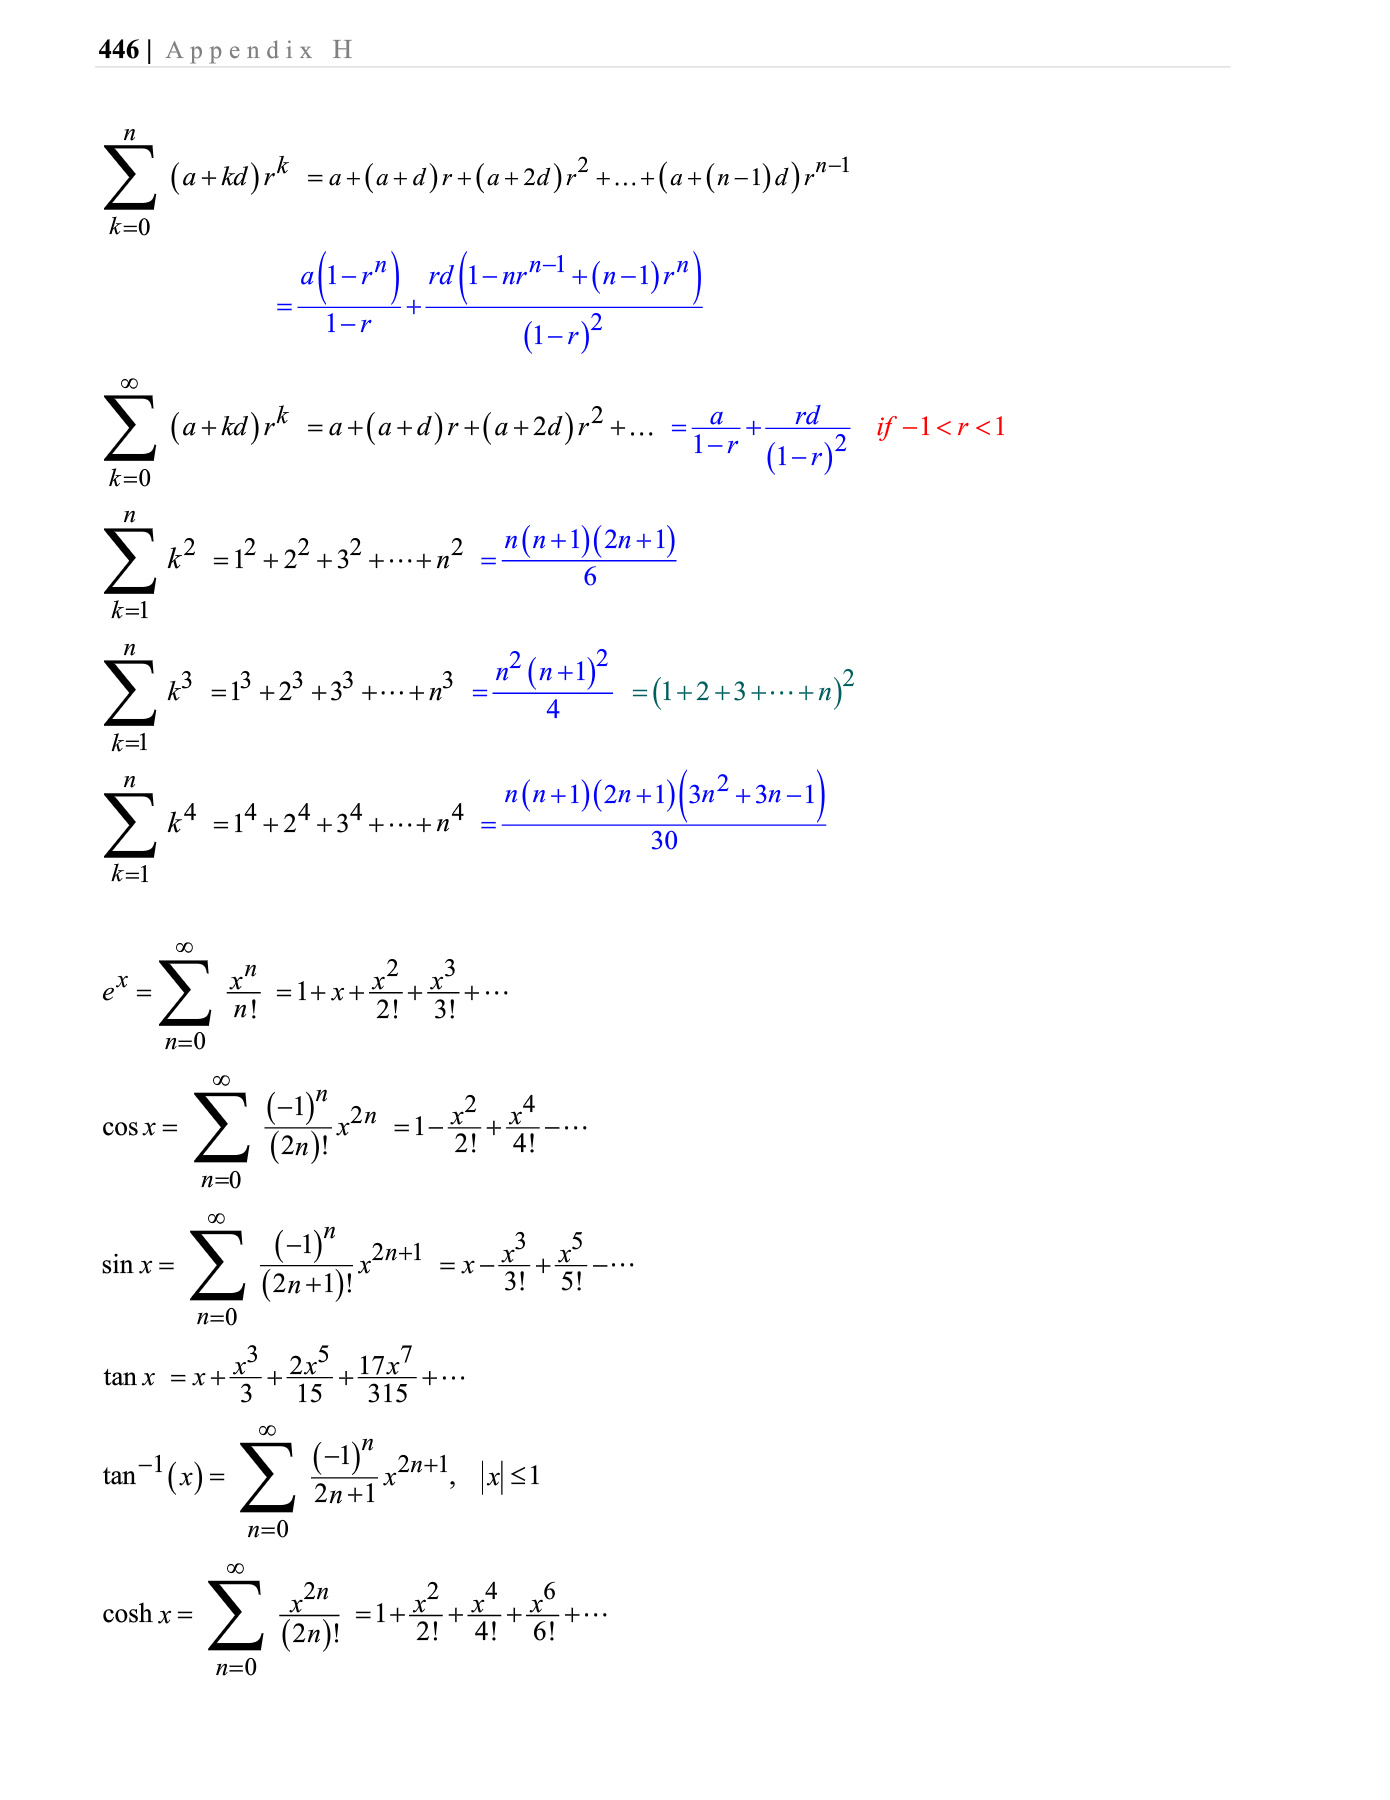 446 | Appendix H
$\sum_{k=0}^{n} (a+kd)r^k = a+(a+d)r+(a+2d)r^2+\ldots+(a+(n-1)d)r^{n-1}$
$= \frac{a(1-r^n)}{1-r} + \frac{rd(1-nr^{n-1}+(n-1)r^n)}{(1-r)^2}$
$\sum_{k=0}^{\infty} (a+kd)r^k = a+(a+d)r+(a+2d)r^2+\ldots = \frac{a}{1-r}+\frac{rd}{(1-r)^2} \quad if -1<r<1$
$\sum_{k=1}^{n} k^2 = 1^2+2^2+3^2+\cdots+n^2 = \frac{n(n+1)(2n+1)}{6}$
$\sum_{k=1}^{n} k^3 = 1^3+2^3+3^3+\cdots+n^3 = \frac{n^2(n+1)^2}{4} = (1+2+3+\cdots+n)^2$
$\sum_{k=1}^{n} k^4 = 1^4+2^4+3^4+\cdots+n^4 = \frac{n(n+1)(2n+1)(3n^2+3n-1)}{30}$
$e^x = \sum_{n=0}^{\infty} \frac{x^n}{n!} = 1+x+\frac{x^2}{2!}+\frac{x^3}{3!}+\cdots$
$\cos x = \sum_{n=0}^{\infty} \frac{(-1)^n}{(2n)!}x^{2n} = 1-\frac{x^2}{2!}+\frac{x^4}{4!}-\cdots$
$\sin x = \sum_{n=0}^{\infty} \frac{(-1)^n}{(2n+1)!}x^{2n+1} = x-\frac{x^3}{3!}+\frac{x^5}{5!}-\cdots$
$\tan x = x+\frac{x^3}{3}+\frac{2x^5}{15}+\frac{17x^7}{315}+\cdots$
$\tan^{-1}(x) = \sum_{n=0}^{\infty} \frac{(-1)^n}{2n+1}x^{2n+1}, \quad |x| \leq 1$
$\cosh x = \sum_{n=0}^{\infty} \frac{x^{2n}}{(2n)!} = 1+\frac{x^2}{2!}+\frac{x^4}{4!}+\frac{x^6}{6!}+\cdots$